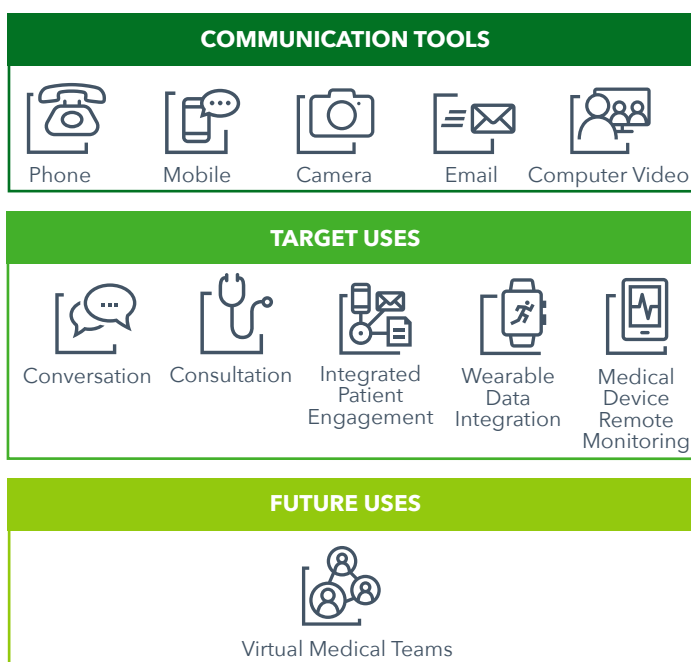 COMMUNICATION TOOLS
Phone
Mobile
Camera
Email
Computer Video
TARGET USES
Conversation
Consultation
Integrated
Patient
Engagement
Wearable
Data
Integration
Medical
Device
Remote
Monitoring
FUTURE USES
Virtual Medical Teams